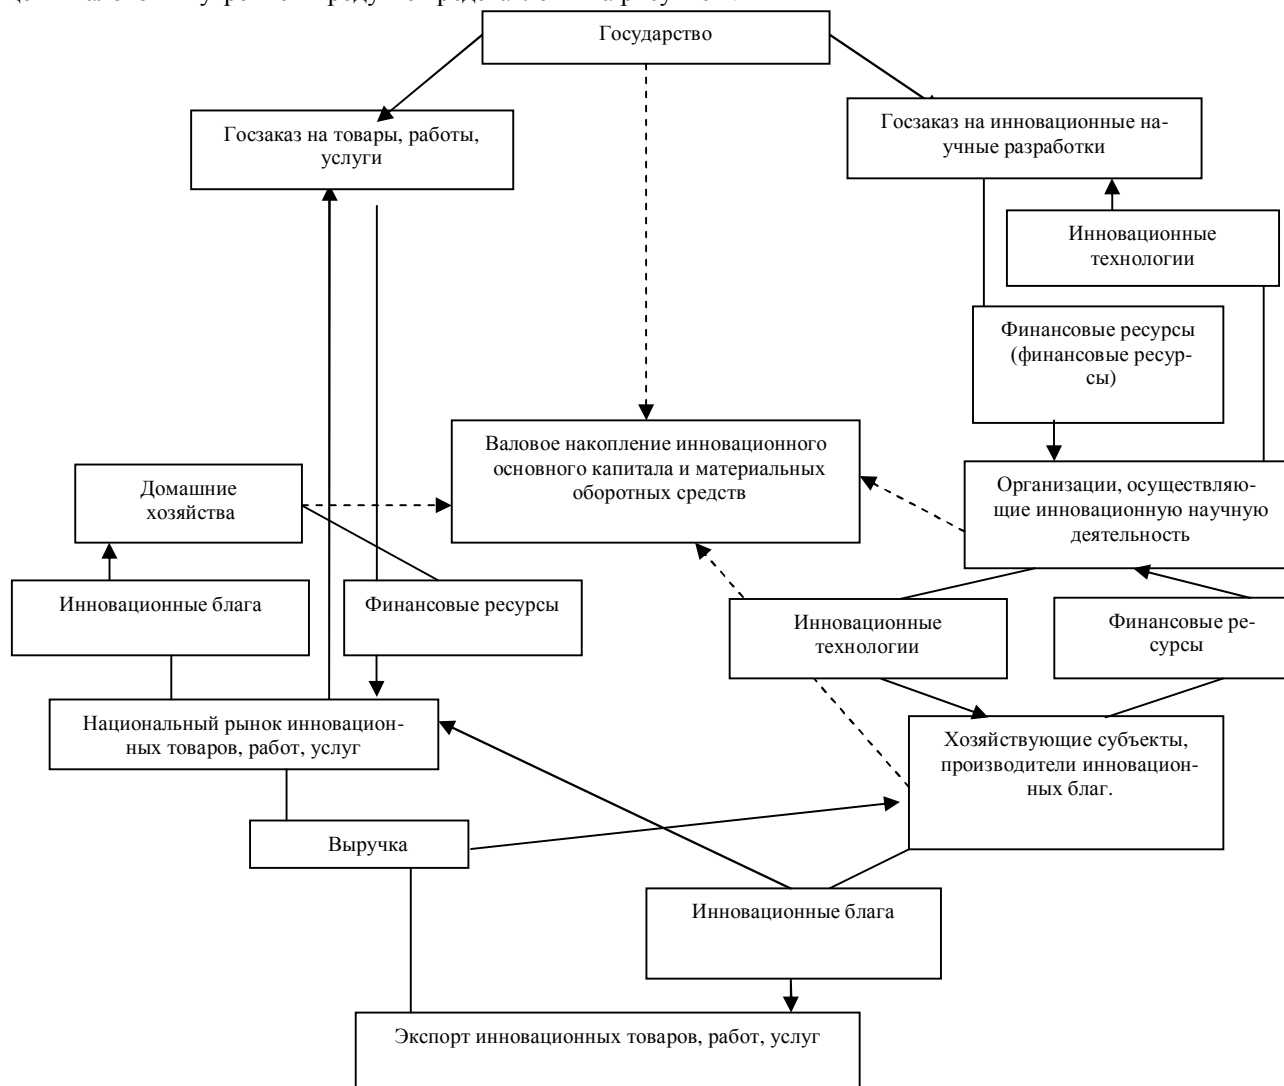 Государство
Госзаказ на товары, работы,
услуги
Госзаказ на инновационные на-
учные разработки
Инновационные
технологии
Финансовые ресурсы
(финансовые ресур-
сы)
Валовое накопление инновационного
основного капитала и материальных
оборотных средств
Домашние
хозяйства
Организации, осуществляю-
щие инновационную научную
деятельность
Инновационные блага
Финансовые ресурсы
Инновационные
технологии
Финансовые ре-
сурсы
Национальный рынок инновацион-
ных товаров, работ, услуг
Хозяйствующие субъекты,
производители инновацион-
ных благ.
Выручка
Инновационные блага
Экспорт инновационных товаров, работ, услуг